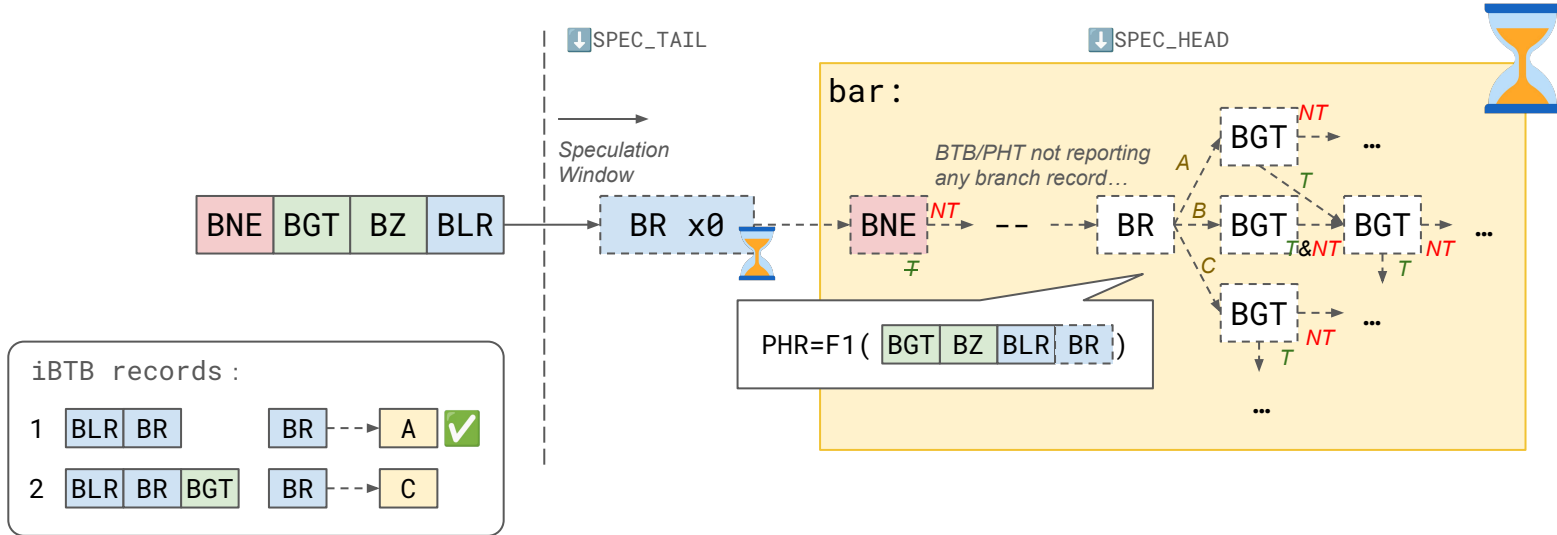 SPEC_TAIL
SPEC_HEAD
bar:
Speculation
Window
BTB/PHT not reporting
any branch record…
BNE BGT BZ BLR
BR x0
BNE
NT
T
--
BR
A
B
C
BGT
NT
…
T
BGT
T&NT
BGT
NT
…
T
BGT
NT
…
T
…
PHR=F1( BGT BZ BLR BR )
iBTB records :
1 BLR BR BR A
2 BLR BR BGT BR C